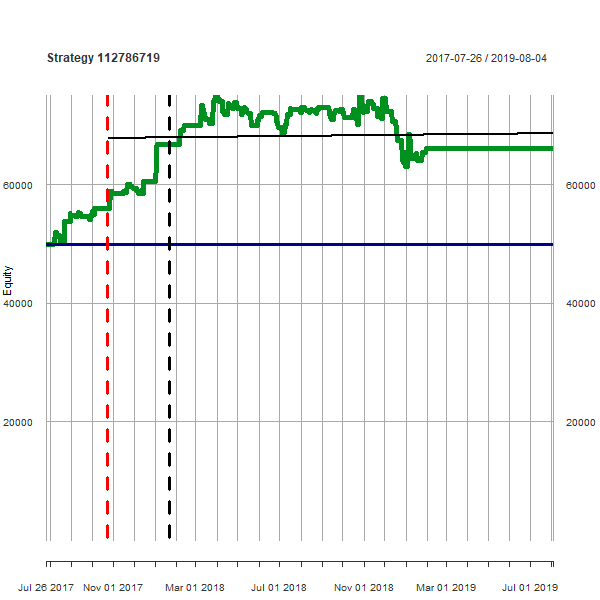 Strategy 112786719
2017-07-26 / 2019-08-04
60000
60000
Equity
40000
40000
20000
20000
Jul 26 2017
Nov 01 2017
Mar 01 2018
Jul 01 2018
Nov 01 2018
Mar 01 2019
Jul 01 2019